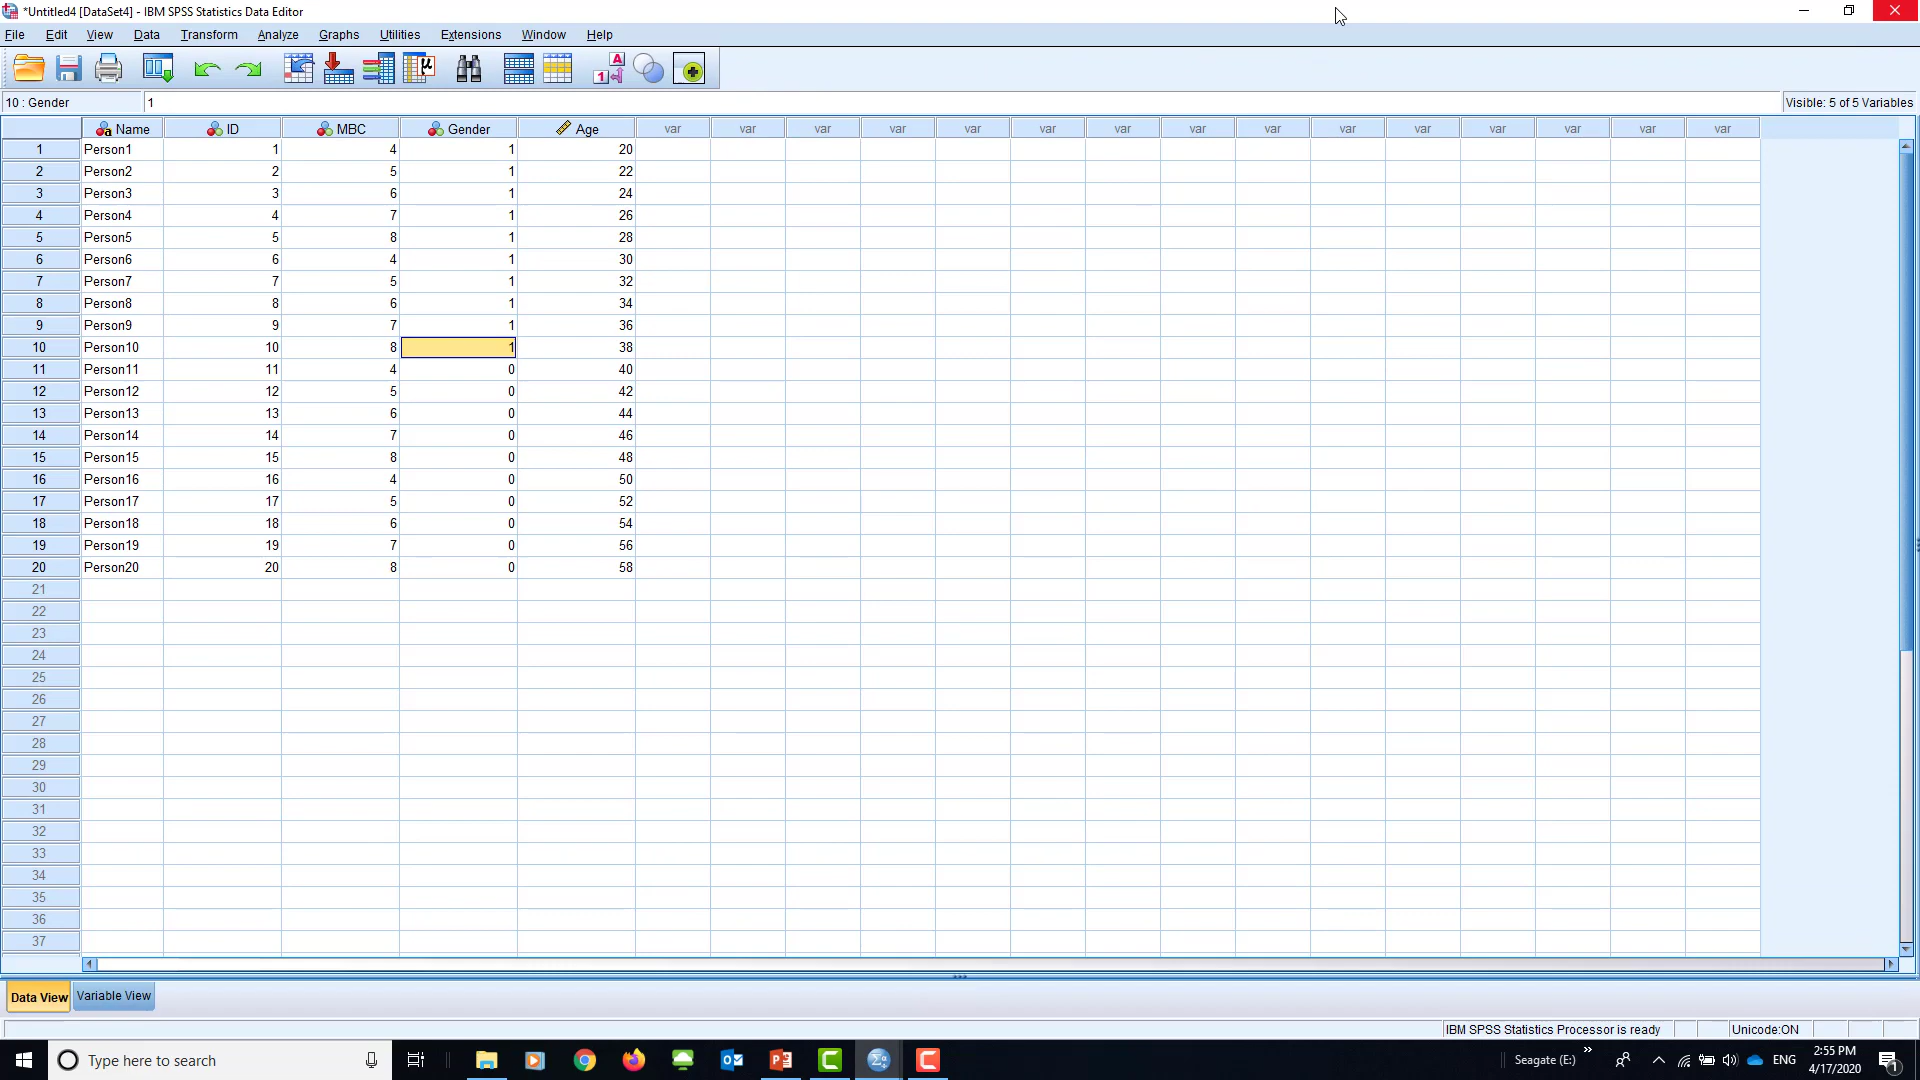 *Untitled4 [DataSet4] - IBM SPSS Statistics Data Editor
File Edit View Data Transform Analyze Graphs Utilities Extensions Window Help
10 : Gender 1 Visible: 5 of 5 Variables
Name ID MBC Gender Age var var var var var var var var var var var var var var var
1 Person1 1 4 1 20
2 Person2 2 5 1 22
3 Person3 3 6 1 24
4 Person4 4 7 1 26
5 Person5 5 8 1 28
6 Person6 6 4 1 30
7 Person7 7 5 1 32
8 Person8 8 6 1 34
9 Person9 9 7 1 36
10 Person10 10 8 1 38
11 Person11 11 4 0 40
12 Person12 12 5 0 42
13 Person13 13 6 0 44
14 Person14 14 7 0 46
15 Person15 15 8 0 48
16 Person16 16 4 0 50
17 Person17 17 5 0 52
18 Person18 18 6 0 54
19 Person19 19 7 0 56
20 Person20 20 8 0 58
21
22
23
24
25
26
27
28
29
30
31
32
33
34
35
36
37
Data View Variable View
IBM SPSS Statistics Processor is ready Unicode:ON
Type here to search Seagate (E:) ENG 2:55 PM
4/17/2020